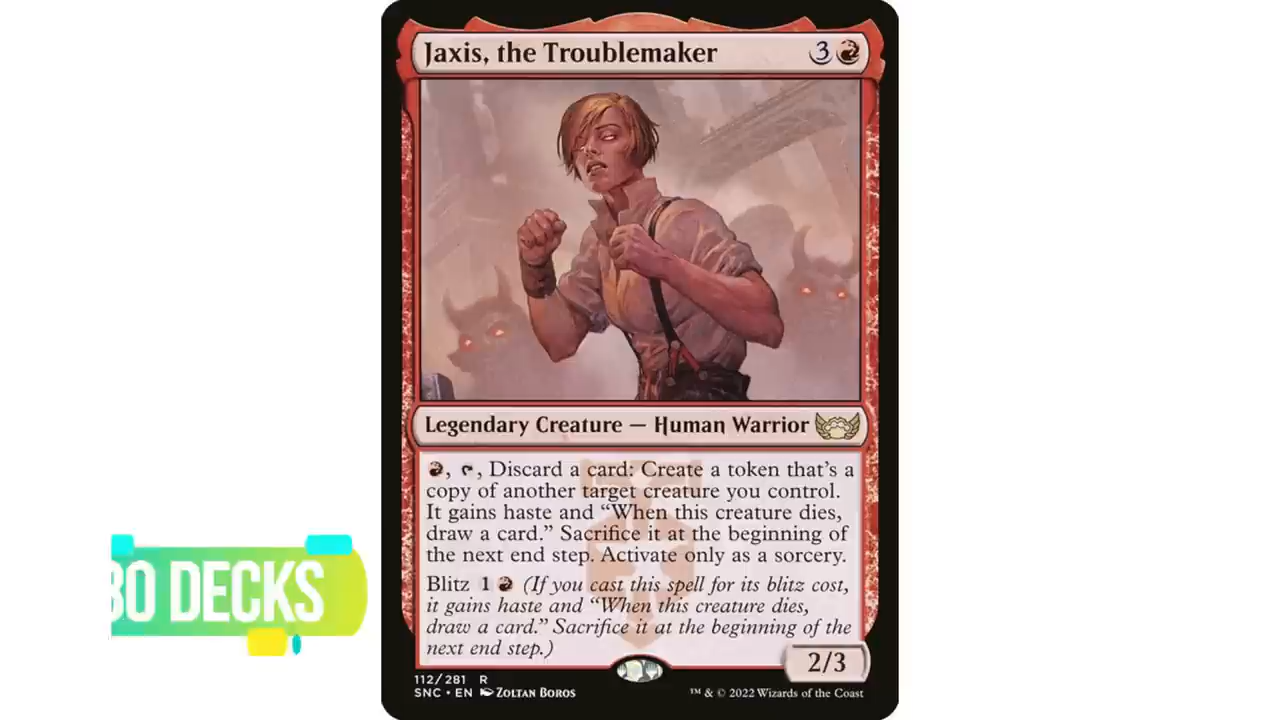 Jaxis, the Troublemaker 3
Legendary Creature — Human Warrior
, , Discard a card: Create a token that's a
copy of another target creature you control.
It gains haste and “When this creature dies,
draw a card.” Sacrifice it at the beginning of
the next end step. Activate only as a sorcery.
Blitz 1 (If you cast this spell for its blitz cost,
it gains haste and “When this creature dies,
draw a card.” Sacrifice it at the beginning of the
next end step.)
2/3
112/281 R
SNC • EN Zoltan Boros
™ & © 2022 Wizards of the Coast
DECKS